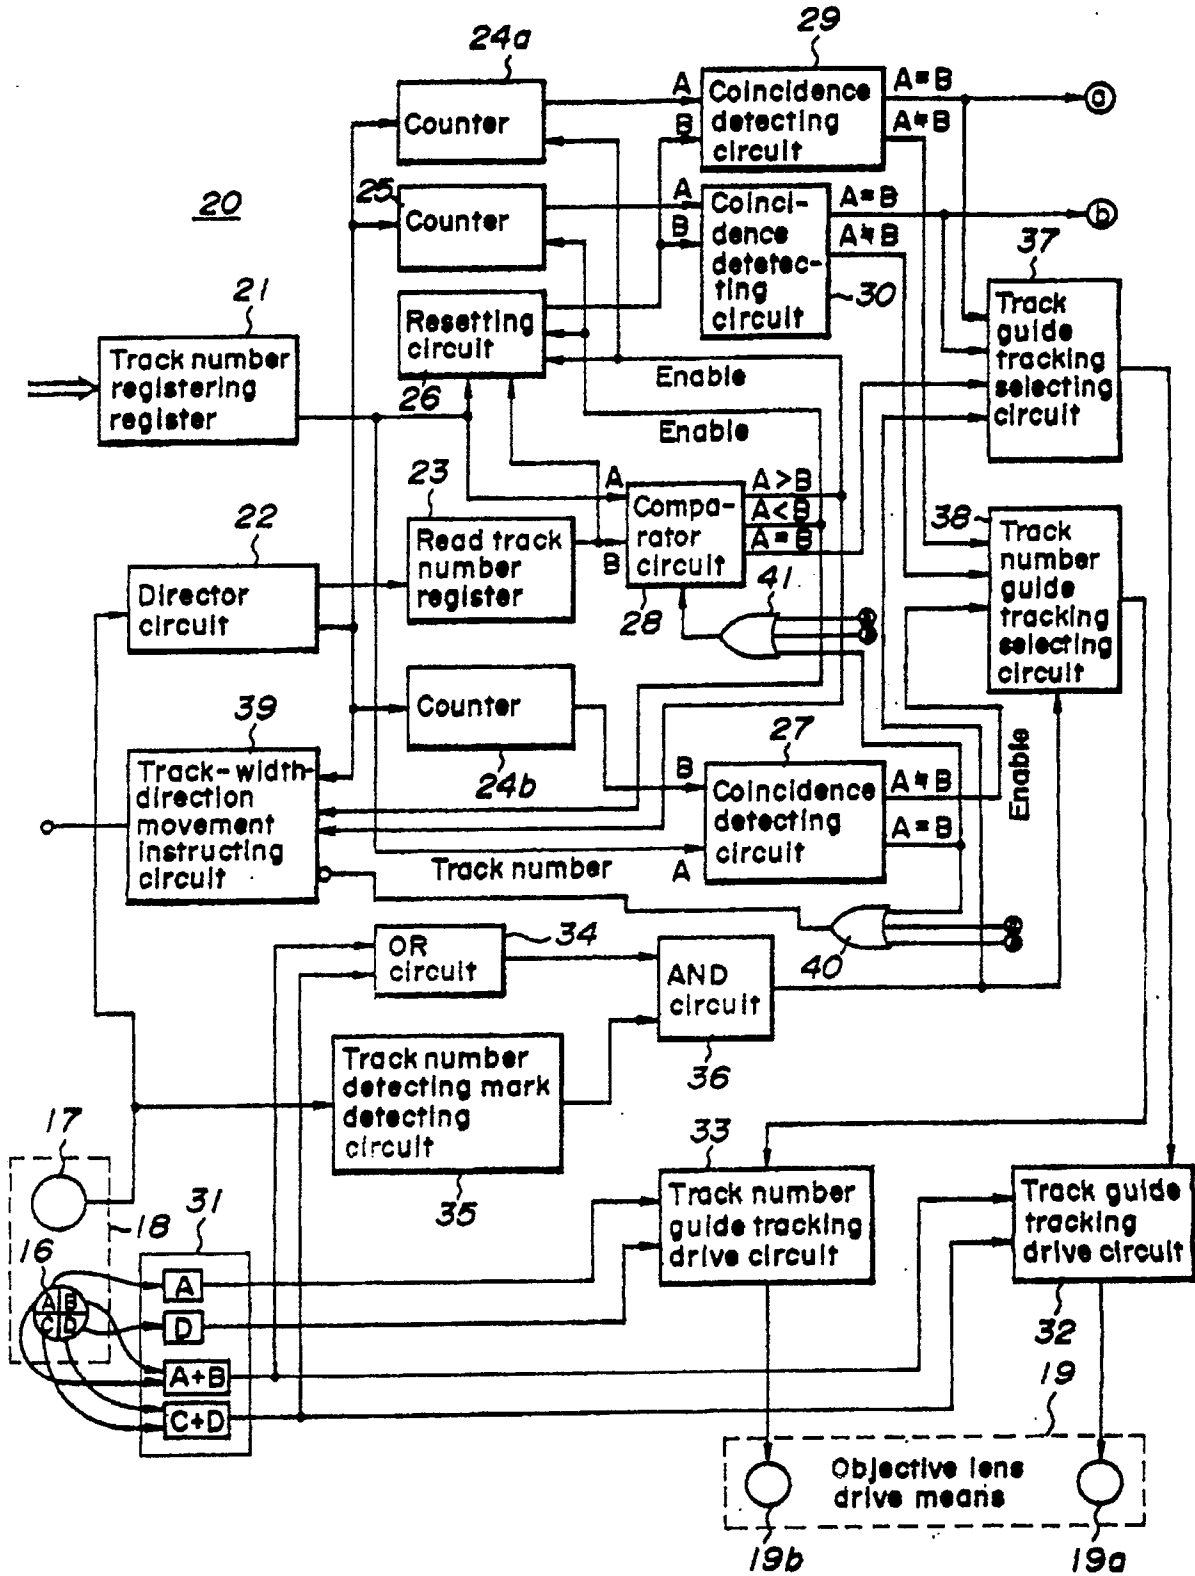 24a
29
Counter
A
B
Coincidence
detecting
circuit
A=B
A≠B
a
20
25
Counter
A
B
Coinci-
dence
detetec-
ting
circuit
A=B
A≠B
b
30
37
21
Track number
registering
register
Resetting
circuit
26
Enable
Enable
Track
guide
tracking
selecting
circuit
23
Read track
number
register
A
B
Compa-
rator
circuit
28
A>B
A<B
A=B
38
Track
number
guide
tracking
selecting
circuit
22
Director
circuit
41
39
Track-width-
direction
movement
instructing
circuit
Counter
24b
27
B
A
Coincidence
detecting
circuit
A≠B
A=B
Enable
Track number
OR
circuit
34
AND
circuit
36
40
Track number
detecting mark
detecting
circuit
35
17
18
16
A B
C D
31
A
D
A+B
C+D
33
Track number
guide tracking
drive circuit
Track guide
tracking
drive circuit
32
19
Objective lens
drive means
19b
19a